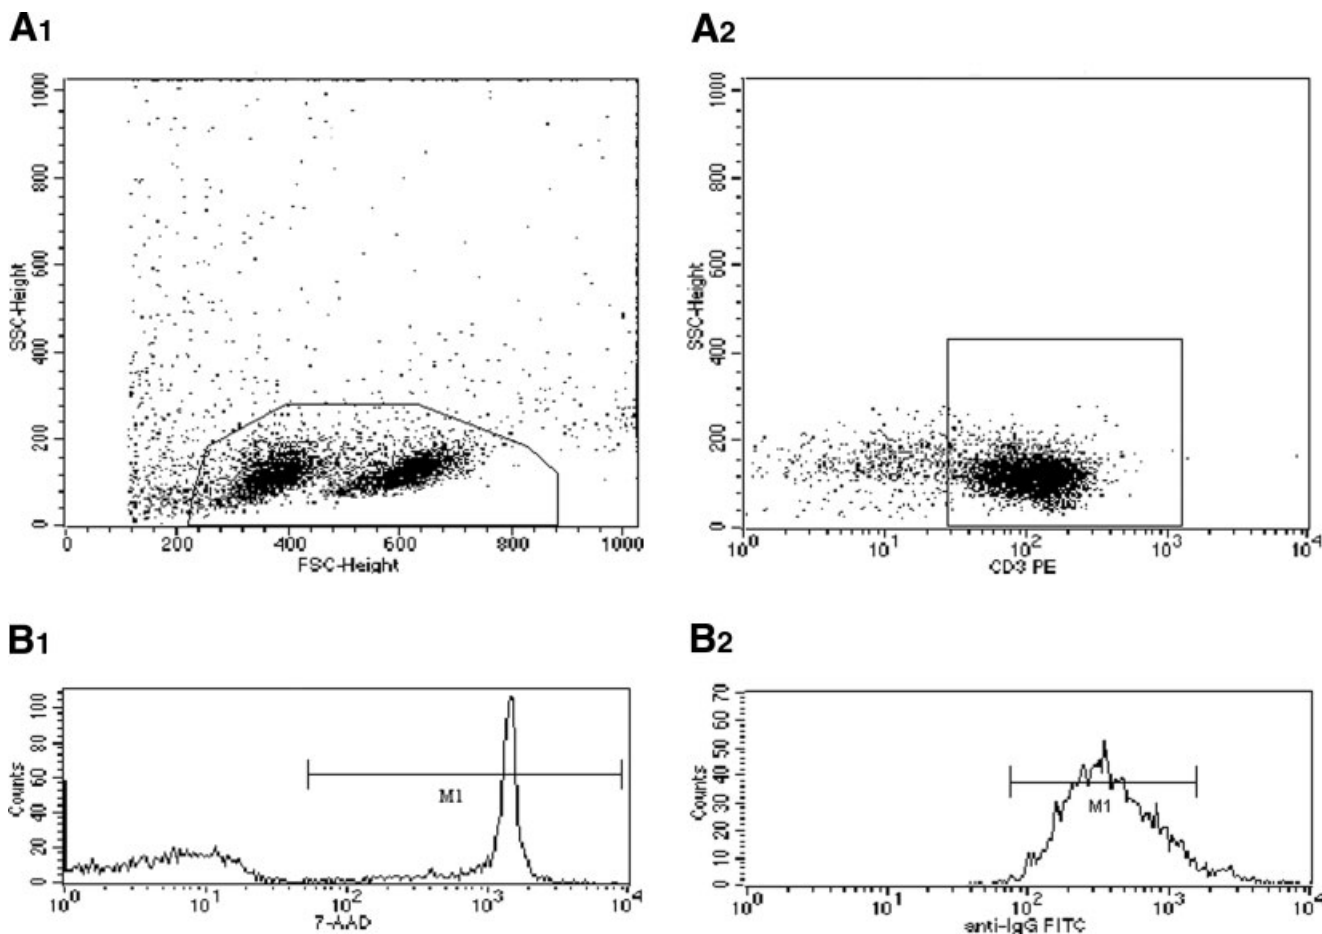 A1
A2
1000
800
600
400
200
0
SSC-Height
0 200 400 600 800 1000
FSC-Height
1000
800
600
400
200
0
SSC-Height
10^0 10^1 10^2 10^3 10^4
CD3 PE
B1
B2
100
80
60
40
20
0
Counts
M1
10^0 10^1 10^2 10^3 10^4
7-AAD
70
60
50
40
30
20
10
0
Counts
M1
10^0 10^1 10^2 10^3 10^4
anti-IgG FITC